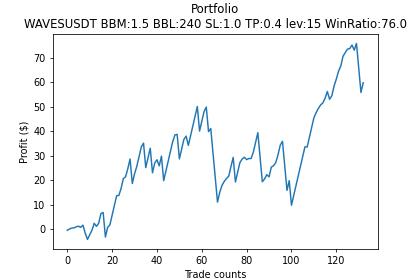 Portfolio
WAVESUSDT BBM:1.5 BBL:240 SL:1.0 TP:0.4 lev:15 WinRatio:76.0
Profit ($)
70
60
50
40
30
20
10
0
0 20 40 60 80 100 120
Trade counts